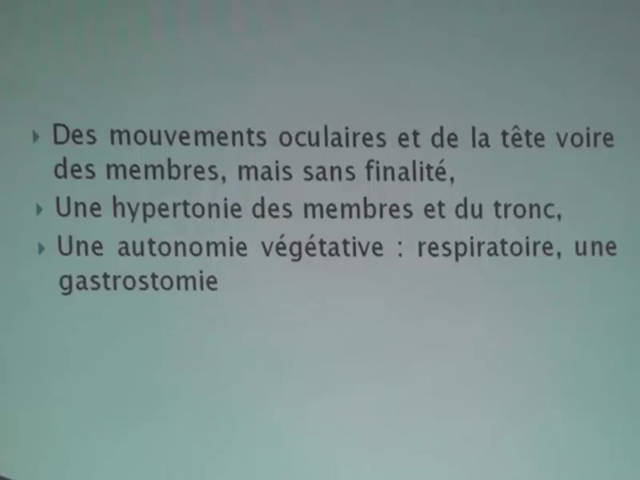 Des mouvements oculaires et de la tête voire
des membres, mais sans finalité,
Une hypertonie des membres et du tronc,
Une autonomie végétative : respiratoire, une
gastrostomie